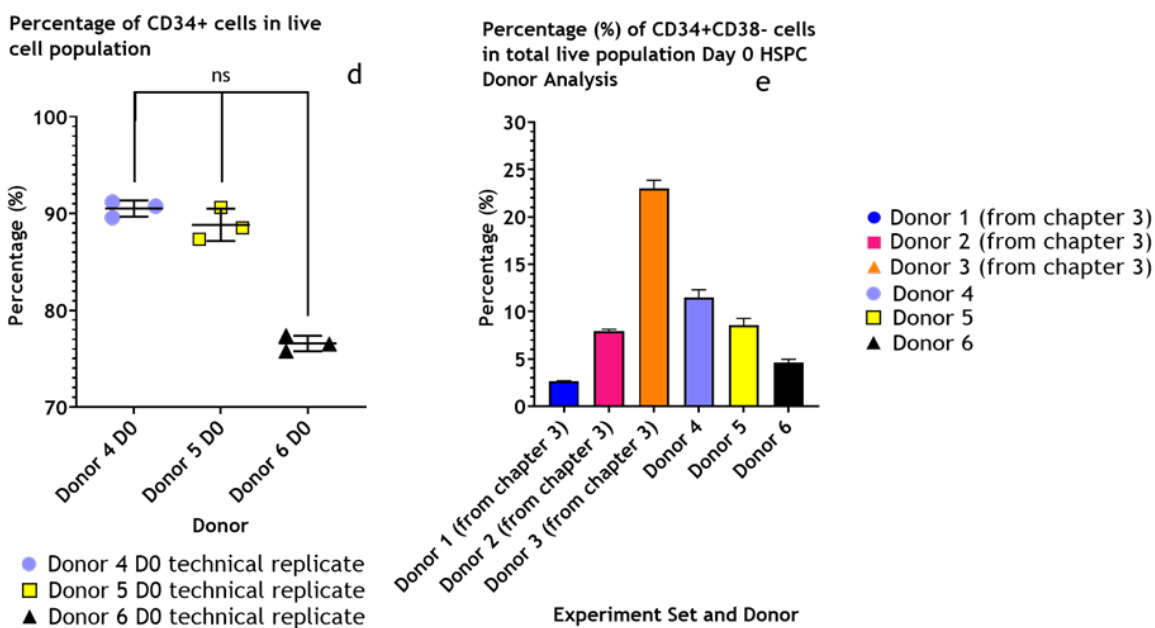 Percentage of CD34+ cells in live
cell population
d
ns
100
90
80
70
Percentage (%)
Donor 4 D0
Donor 5 D0
Donor 6 D0
Donor
Donor 4 D0 technical replicate
Donor 5 D0 technical replicate
Donor 6 D0 technical replicate
Percentage (%) of CD34+CD38- cells
in total live population Day 0 HSPC
Donor Analysis
e
30
25
20
15
10
5
0
Percentage (%)
Donor 1 (from chapter 3)
Donor 2 (from chapter 3)
Donor 3 (from chapter 3)
Donor 4
Donor 5
Donor 6
Experiment Set and Donor
Donor 1 (from chapter 3)
Donor 2 (from chapter 3)
Donor 3 (from chapter 3)
Donor 4
Donor 5
Donor 6